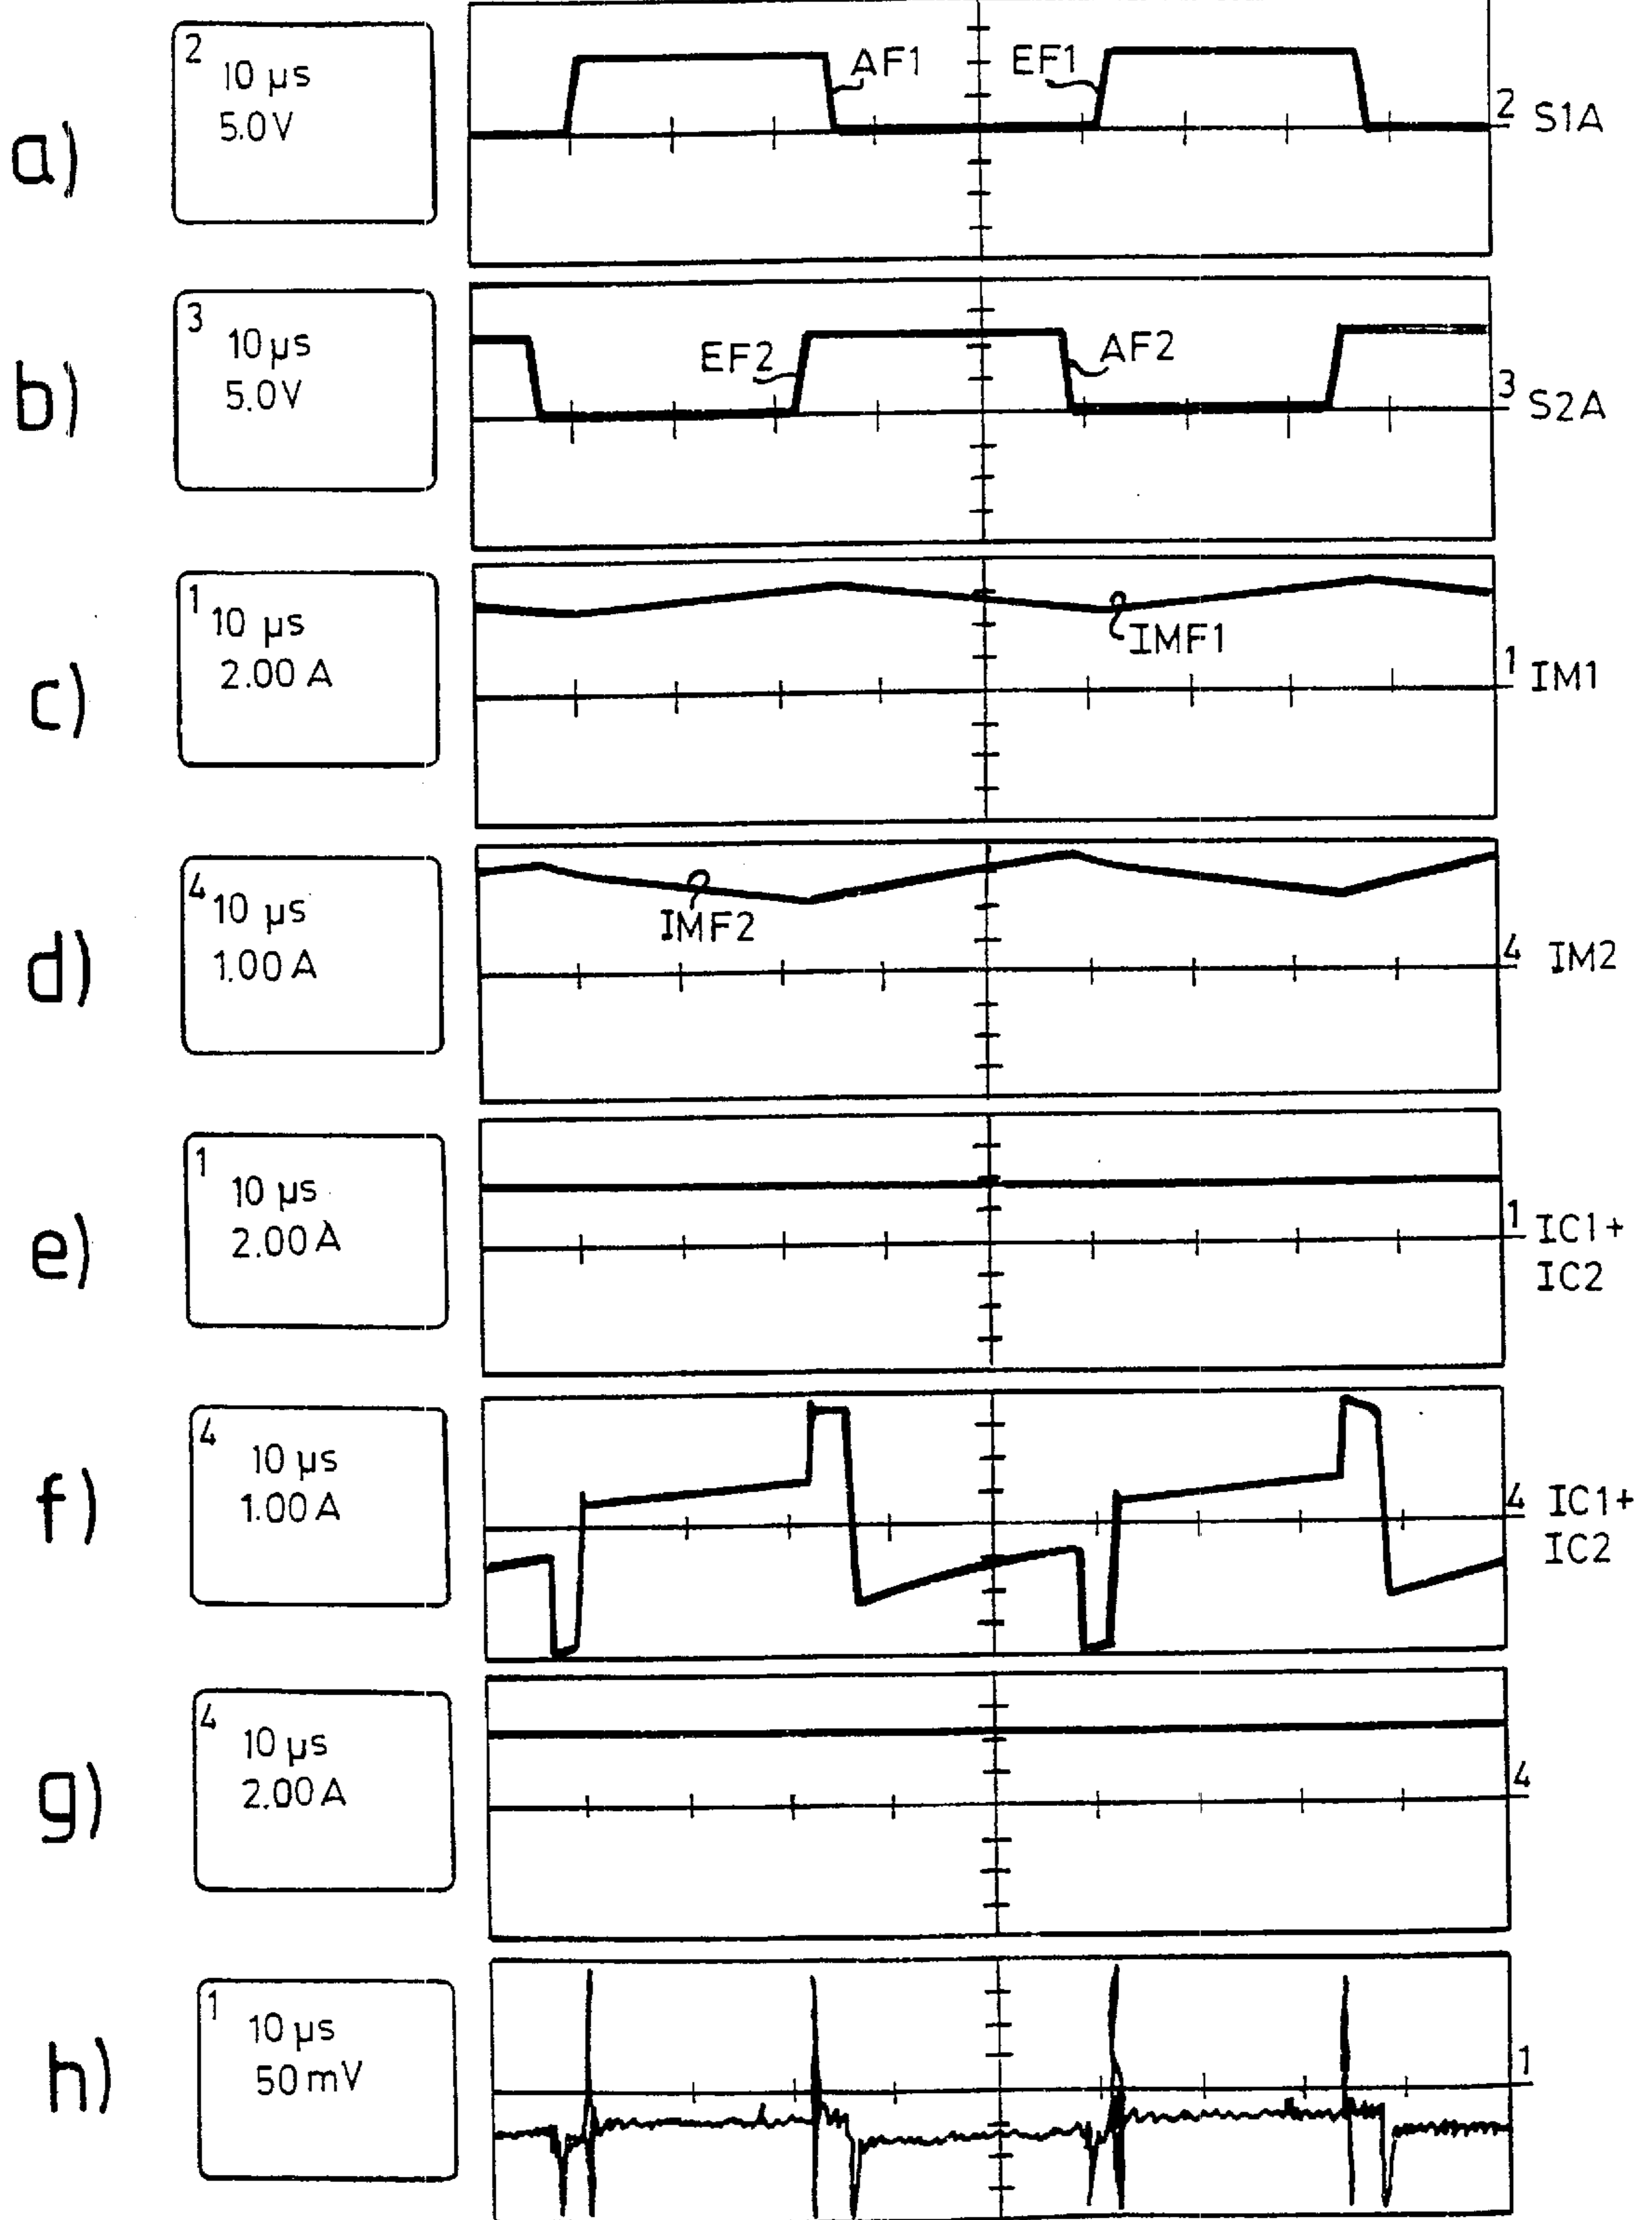 a)
2
10 µs
5.0V
AF1
EF1
2 S1A
b)
3
10µs
5.0V
EF2
AF2
3 S2A
c)
1
10 µs
2.00 A
IMF1
1 IM1
d)
4
10 µs
1.00 A
IMF2
4 IM2
e)
1
10 µs
2.00 A
1 IC1+
IC2
f)
4
10 µs
1.00 A
4 IC1+
IC2
g)
4
10 µs
2.00 A
4
h)
1
10 µs
50 mV
1